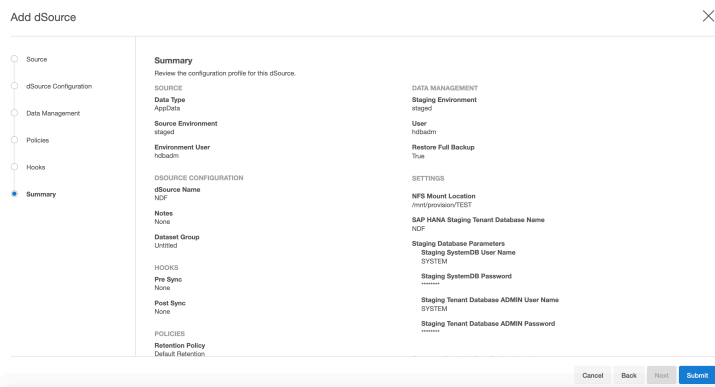 Add dSource
Source
dSource Configuration
Data Management
Policies
Hooks
Summary
Summary
Review the configuration profile for this dSource.
SOURCE
Data Type
AppData
Source Environment
staged
Environment User
hdbadm
DSOURCE CONFIGURATION
dSource Name
NDF
Notes
None
Dataset Group
Untitled
HOOKS
Pre Sync
None
Post Sync
None
POLICIES
Retention Policy
Default Retention
DATA MANAGEMENT
Staging Environment
staged
User
hdbadm
Restore Full Backup
True
SETTINGS
NFS Mount Location
/mnt/provision/TEST
SAP HANA Staging Tenant Database Name
NDF
Staging Database Parameters
Staging SystemDB User Name
SYSTEM
Staging SystemDB Password
********
Staging Tenant Database ADMIN User Name
SYSTEM
Staging Tenant Database ADMIN Password
********
Cancel
Back
Next
Submit